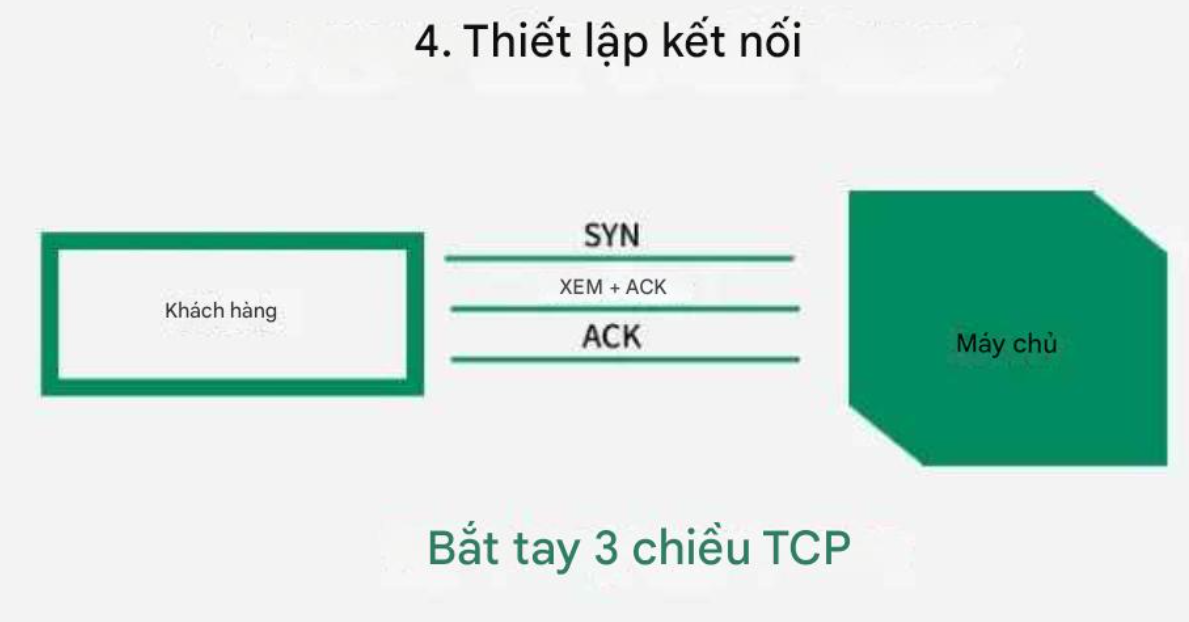 4. Thiết lập kết nối
SYN
XEM + ACK
Khách hàng
ACK
Máy chủ
Bắt tay 3 chiều TCP